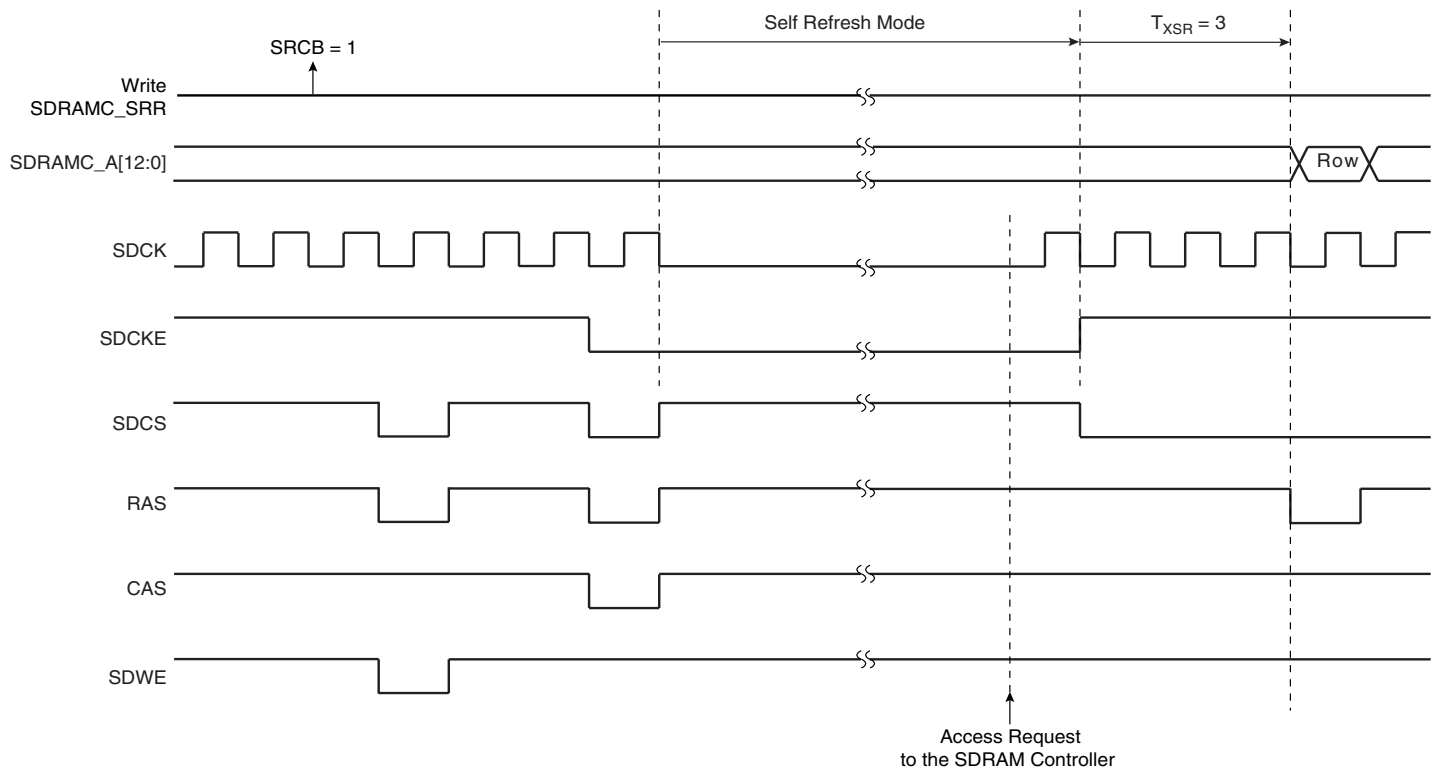 Self Refresh Mode
T_XSR = 3
SRCB = 1
Write
SDRAMC_SRR
SDRAMC_A[12:0]
Row
SDCK
SDCKE
SDCS
RAS
CAS
SDWE
Access Request
to the SDRAM Controller